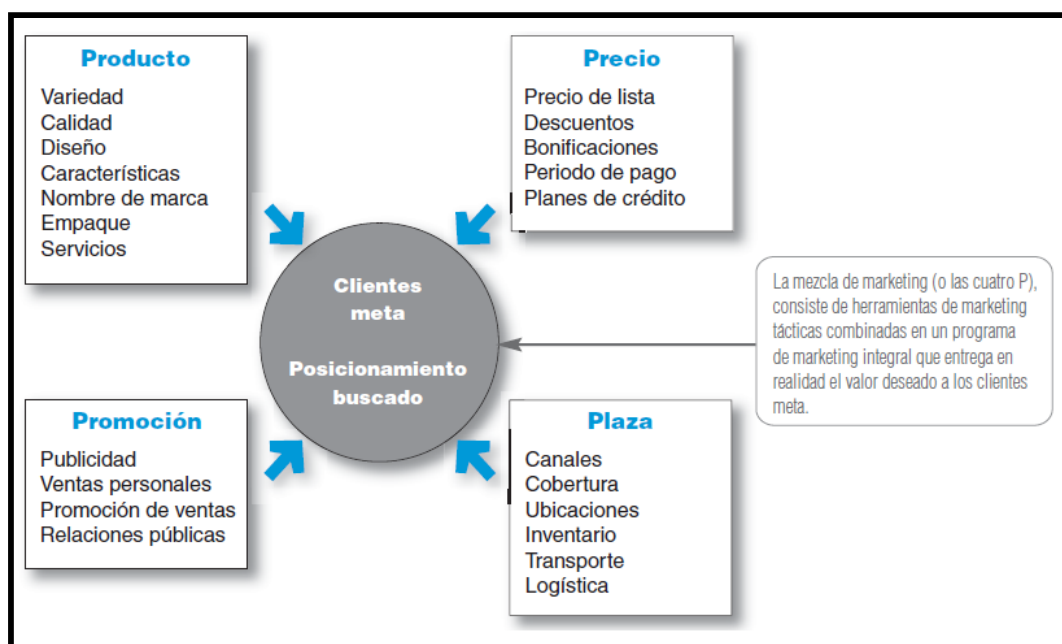 Producto
Variedad
Calidad
Diseño
Características
Nombre de marca
Empaque
Servicios
Precio
Precio de lista
Descuentos
Bonificaciones
Periodo de pago
Planes de crédito
Clientes
meta
Posicionamiento
buscado
La mezcla de marketing (o las cuatro P),
consiste de herramientas de marketing
tácticas combinadas en un programa
de marketing integral que entrega en
realidad el valor deseado a los clientes
meta.
Promoción
Publicidad
Ventas personales
Promoción de ventas
Relaciones públicas
Plaza
Canales
Cobertura
Ubicaciones
Inventario
Transporte
Logística